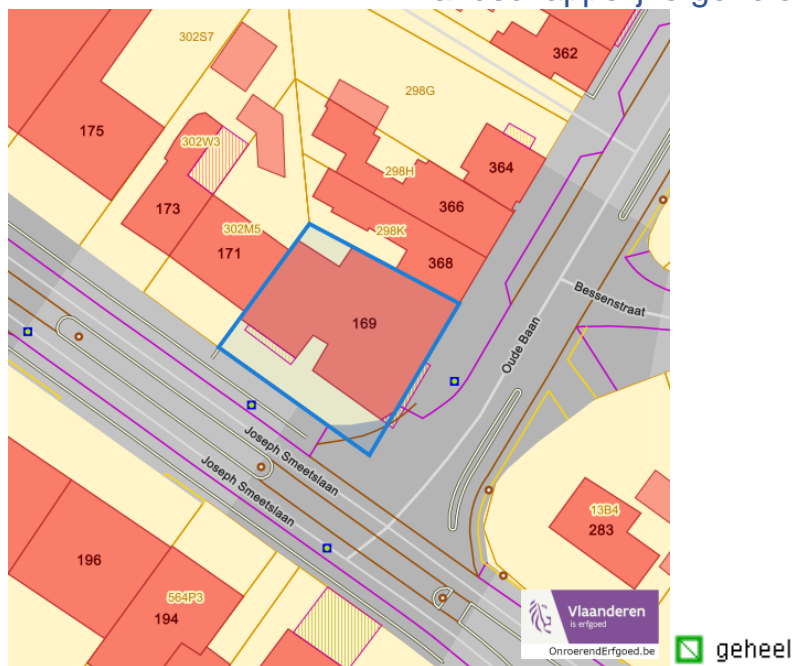 302S7
362
298G
175
302W3
364
298H
173
366
302M5
298K
171
368
169
Bessenstraat
Oude Baan
Joseph Smeetslaan
Joseph Smeetslaan
13B4
283
196
564P3
194
Vlaanderen
is erfgoed
OnroerendErfgoed.be
geheel